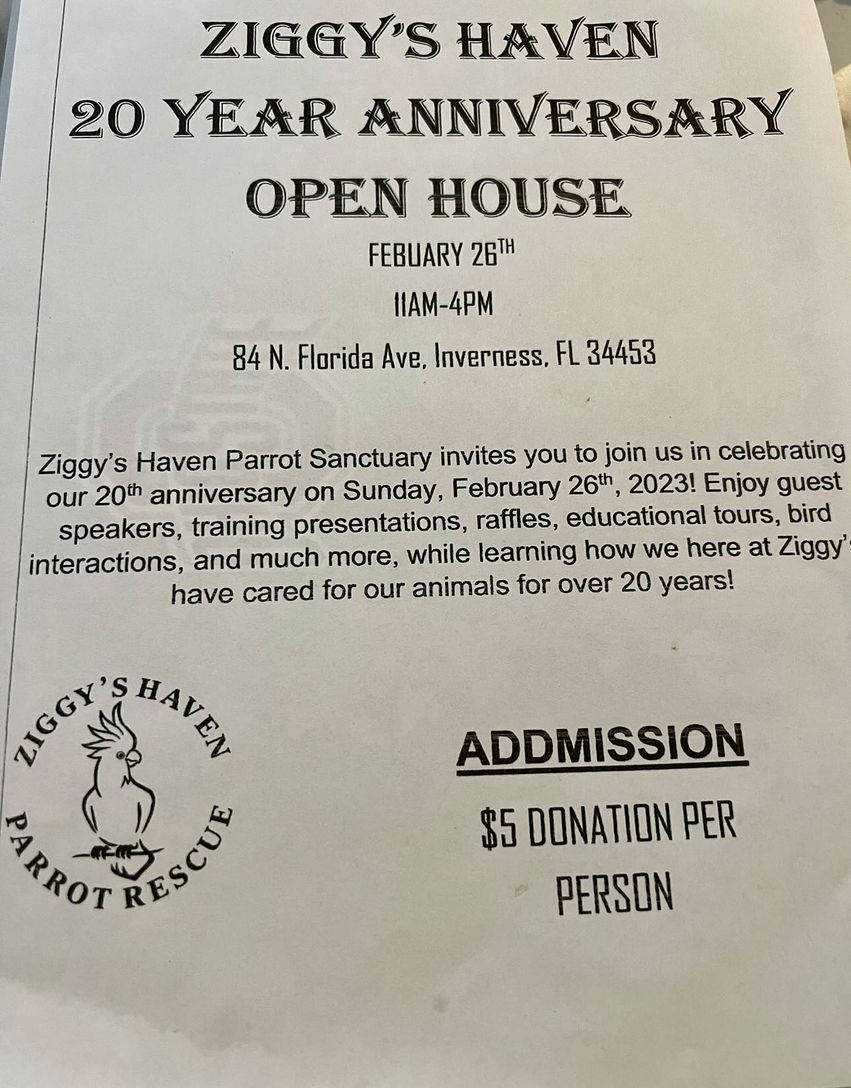 ZIGGY'S HAVEN
20 YEAR ANNIVERSARY
OPEN HOUSE
FEBUARY 26TH
11AM-4PM
84 N. Florida Ave, Inverness, FL 34453
Ziggy's Haven Parrot Sanctuary invites you to join us in celebrating
our 20th anniversary on Sunday, February 26th, 2023! Enjoy guest
speakers, training presentations, raffles, educational tours, bird
interactions, and much more, while learning how we here at Ziggy'
have cared for our animals for over 20 years!
ZIGGY'S HAVEN
PARROT RESCUE
ADDMISSION
$5 DONATION PER
PERSON